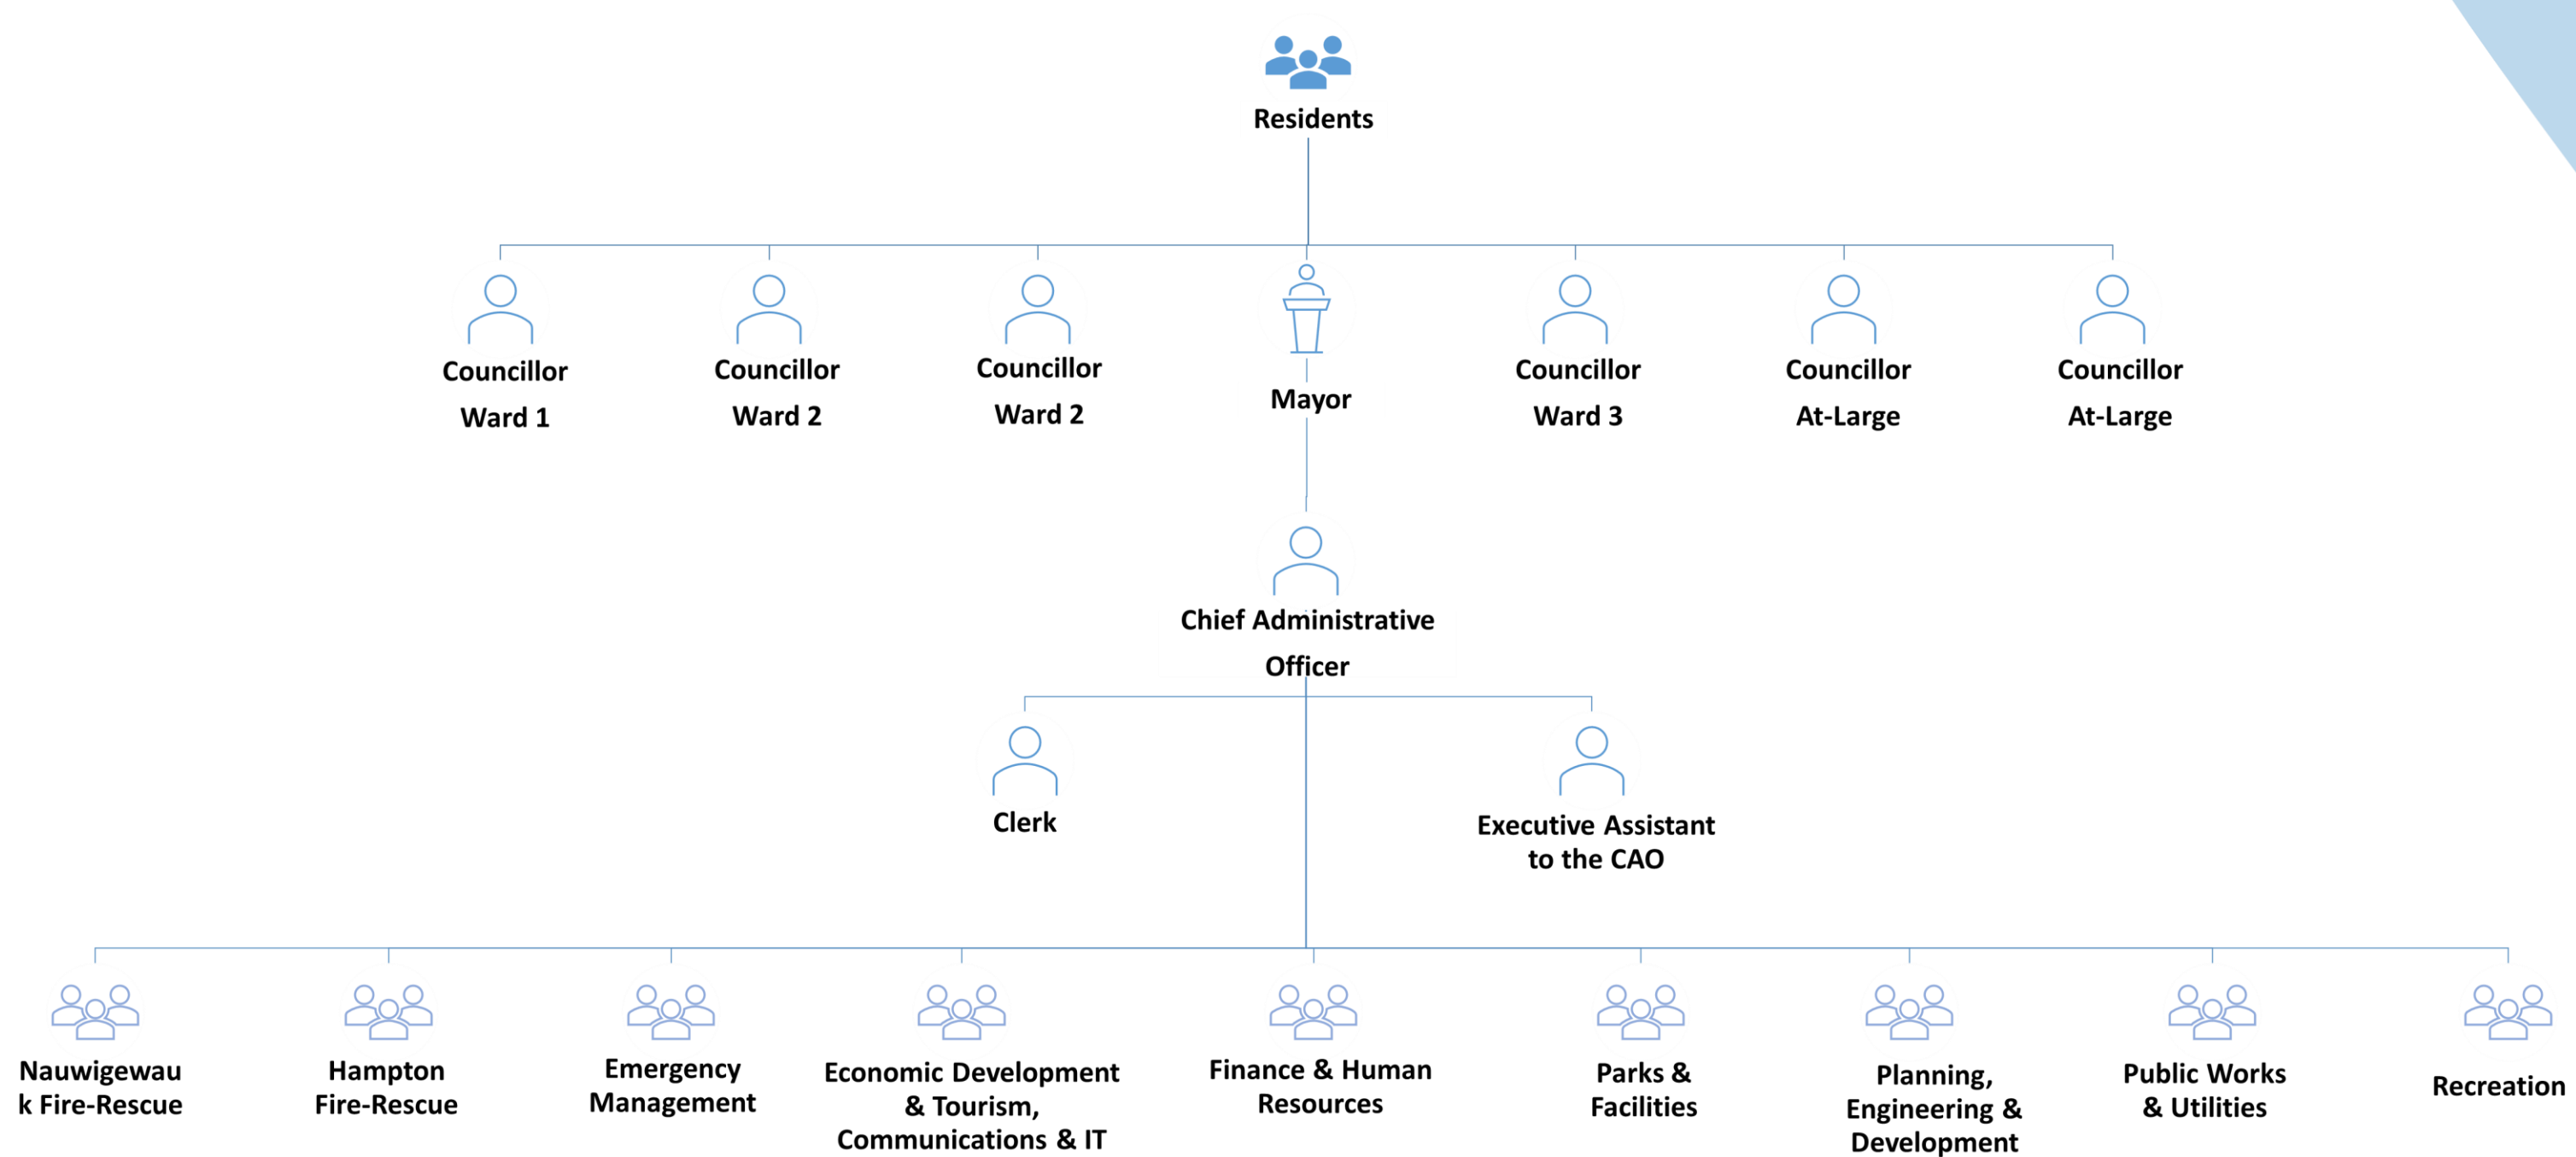 Residents
Councillor
Ward 1
Councillor
Ward 2
Councillor
Ward 2
Mayor
Councillor
Ward 3
Councillor
At-Large
Councillor
At-Large
Chief Administrative
Officer
Clerk
Executive Assistant
to the CAO
Nauwigewau
k Fire-Rescue
Hampton
Fire-Rescue
Emergency
Management
Economic Development
& Tourism,
Communications & IT
Finance & Human
Resources
Parks &
Facilities
Planning,
Engineering &
Development
Public Works
& Utilities
Recreation